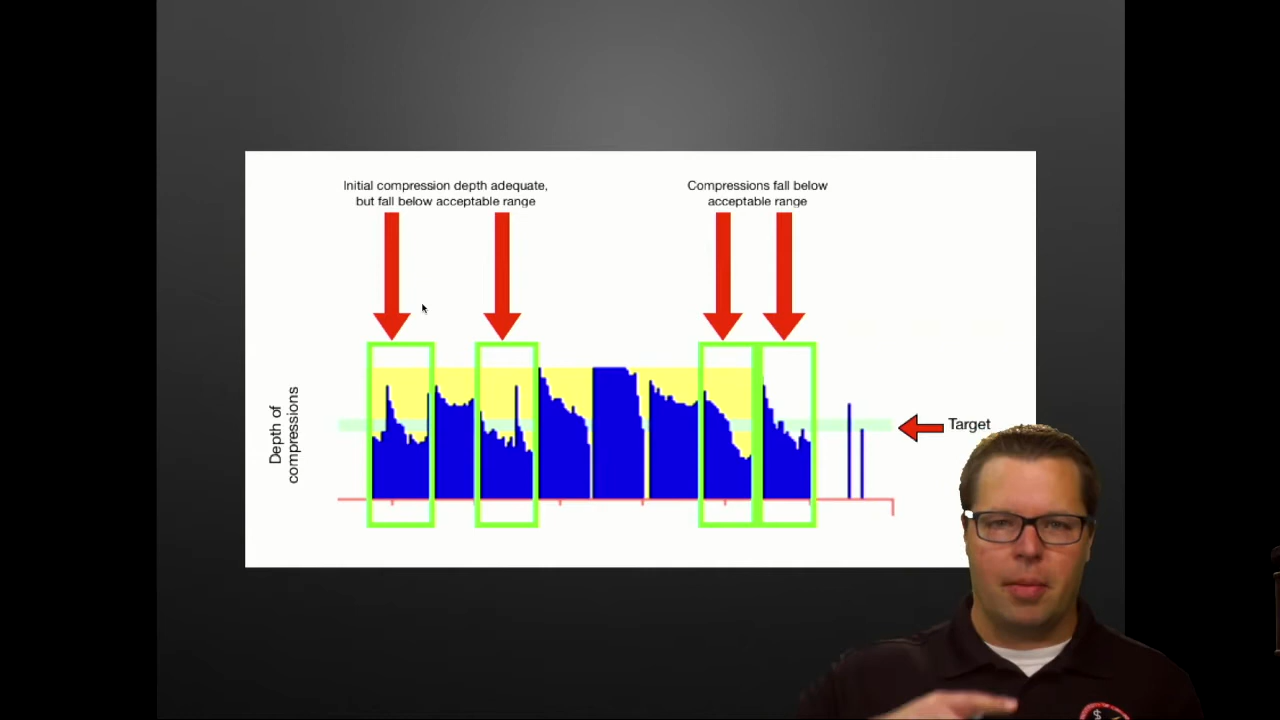 Initial compression depth adequate,
but fall below acceptable range
Compressions fall below
acceptable range
Depth of
compressions
Target